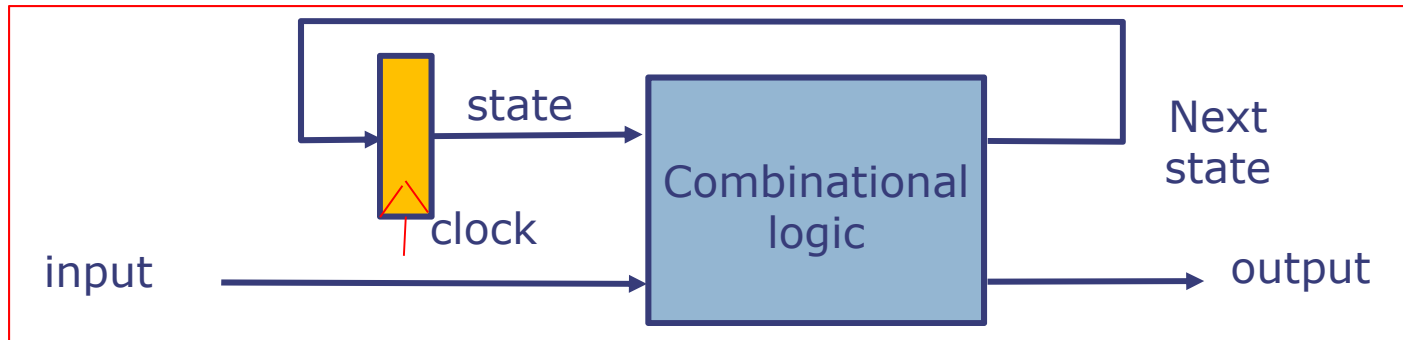 state
Next
state
Combinational
logic
clock
input
output